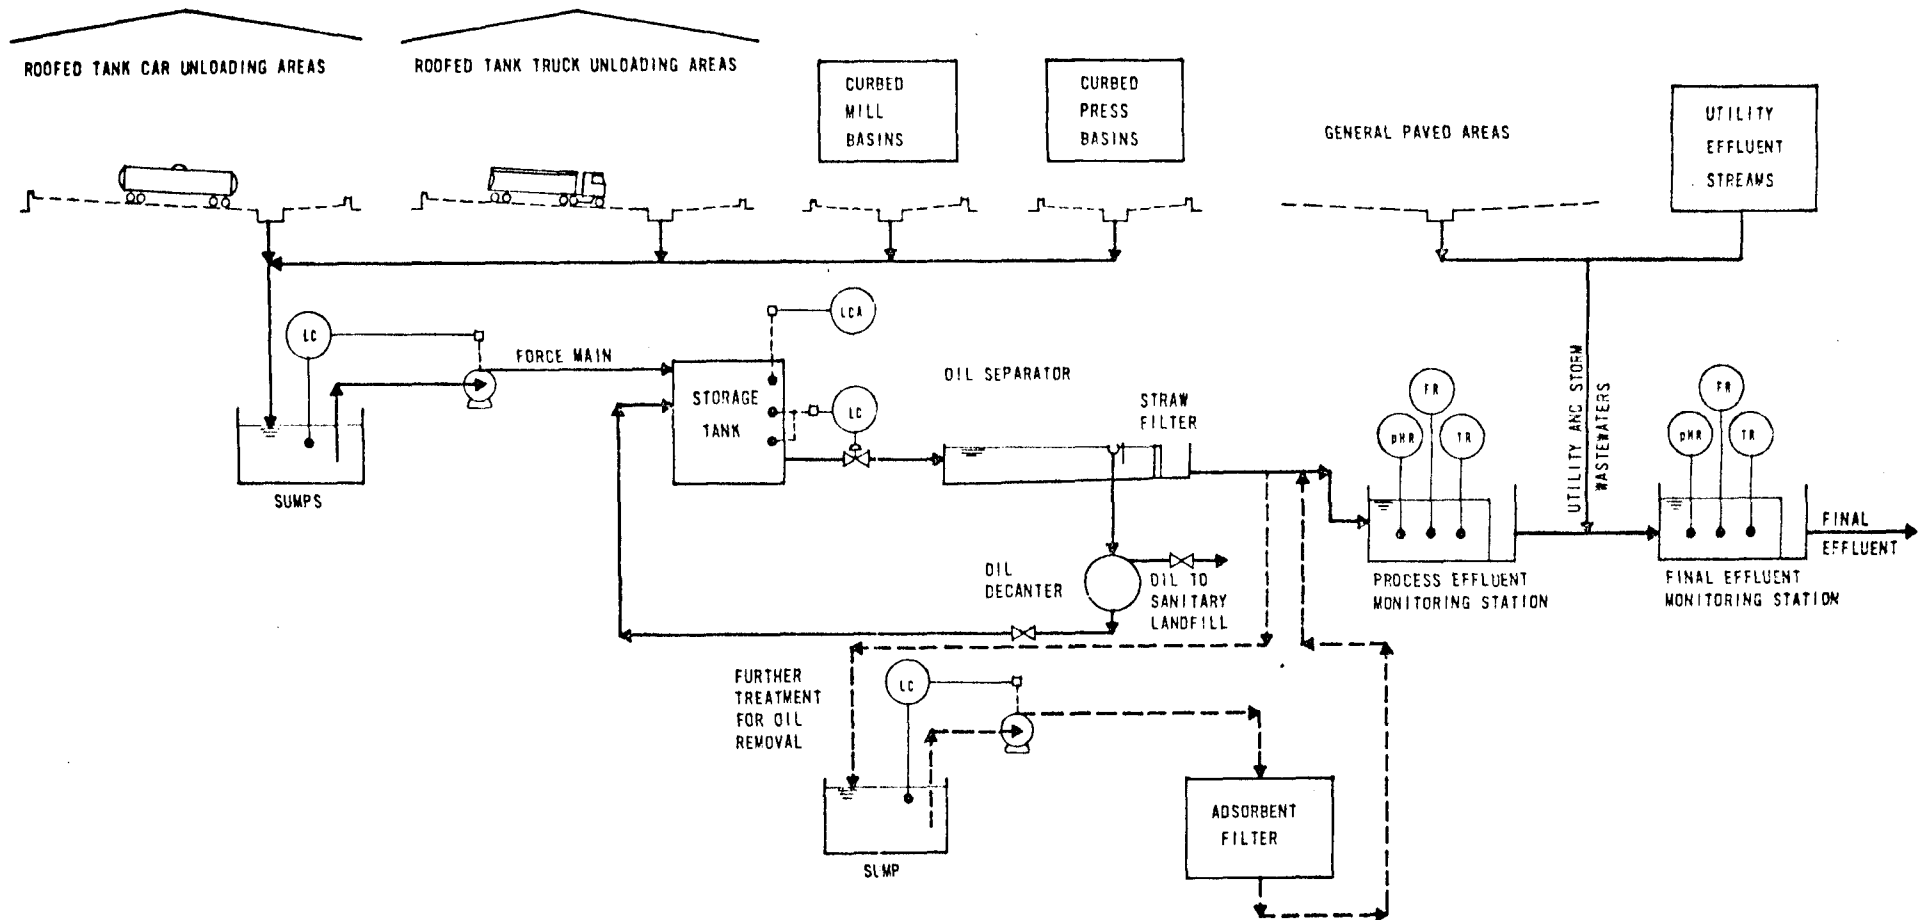 ROOFED TANK CAR UNLOADING AREAS
ROOFED TANK TRUCK UNLOADING AREAS
CURBED
MILL
BASINS
CURBED
PRESS
BASINS
GENERAL PAVED AREAS
UTILITY
EFFLUENT
STREAMS
LC
FORCE MAIN
SUMPS
LCA
STORAGE
TANK
LC
OIL SEPARATOR
STRAW
FILTER
OIL
DECANTER
OIL TO
SANITARY
LANDFILL
FR
pHR
TR
PROCESS EFFLUENT
MONITORING STATION
UTILITY ANC STORM
WASEWATERS
FR
pHR
TR
FINAL EFFLUENT
MONITORING STATION
FINAL
EFFLUENT
FURTHER
TREATMENT
FOR OIL
REMOVAL
LC
SUMP
ADSORBENT
FILTER